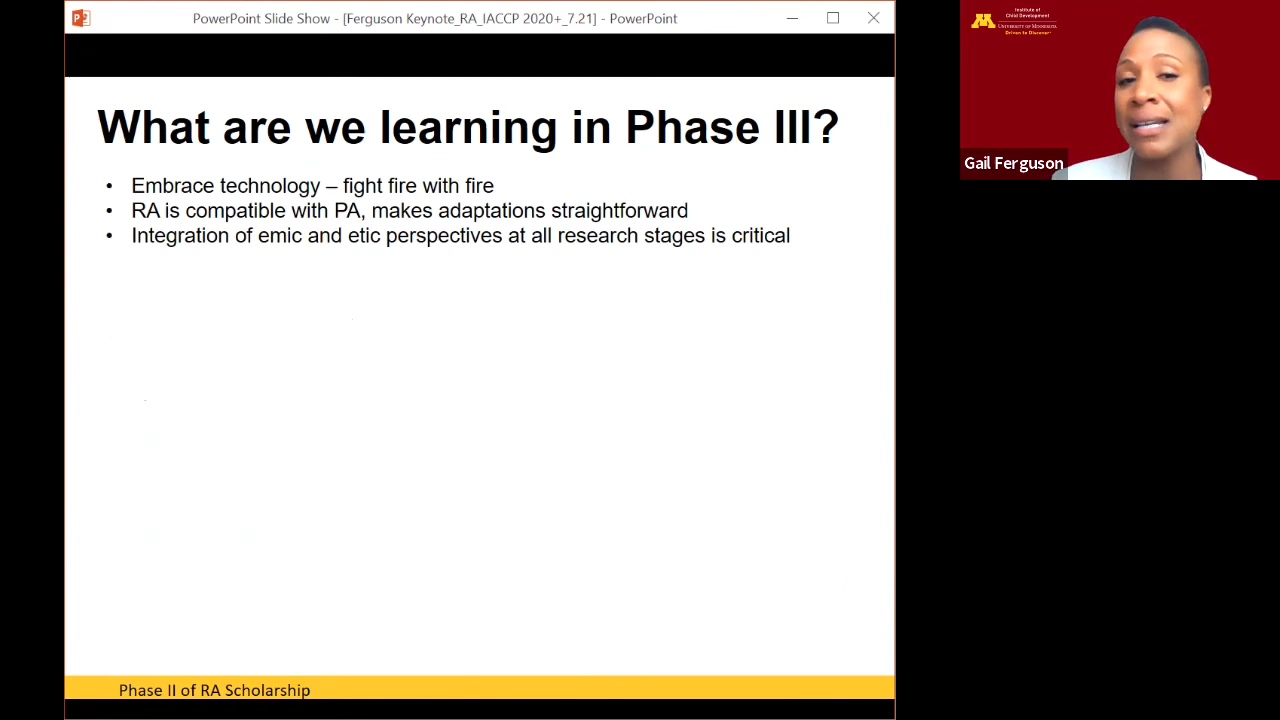 PowerPoint Slide Show - [Ferguson Keynote_RA_IACCP 2020+_7.21] - PowerPoint
What are we learning in Phase III?
• Embrace technology – fight fire with fire
• RA is compatible with PA, makes adaptations straightforward
• Integration of emic and etic perspectives at all research stages is critical
Phase II of RA Scholarship
Institute of
Child Development
UNIVERSITY OF MINNESOTA
Driven to Discover
Gail Ferguson